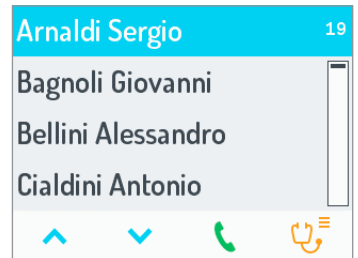 Arnaldi Sergio 19
Bagnoli Giovanni
Bellini Alessandro
Cialdini Antonio